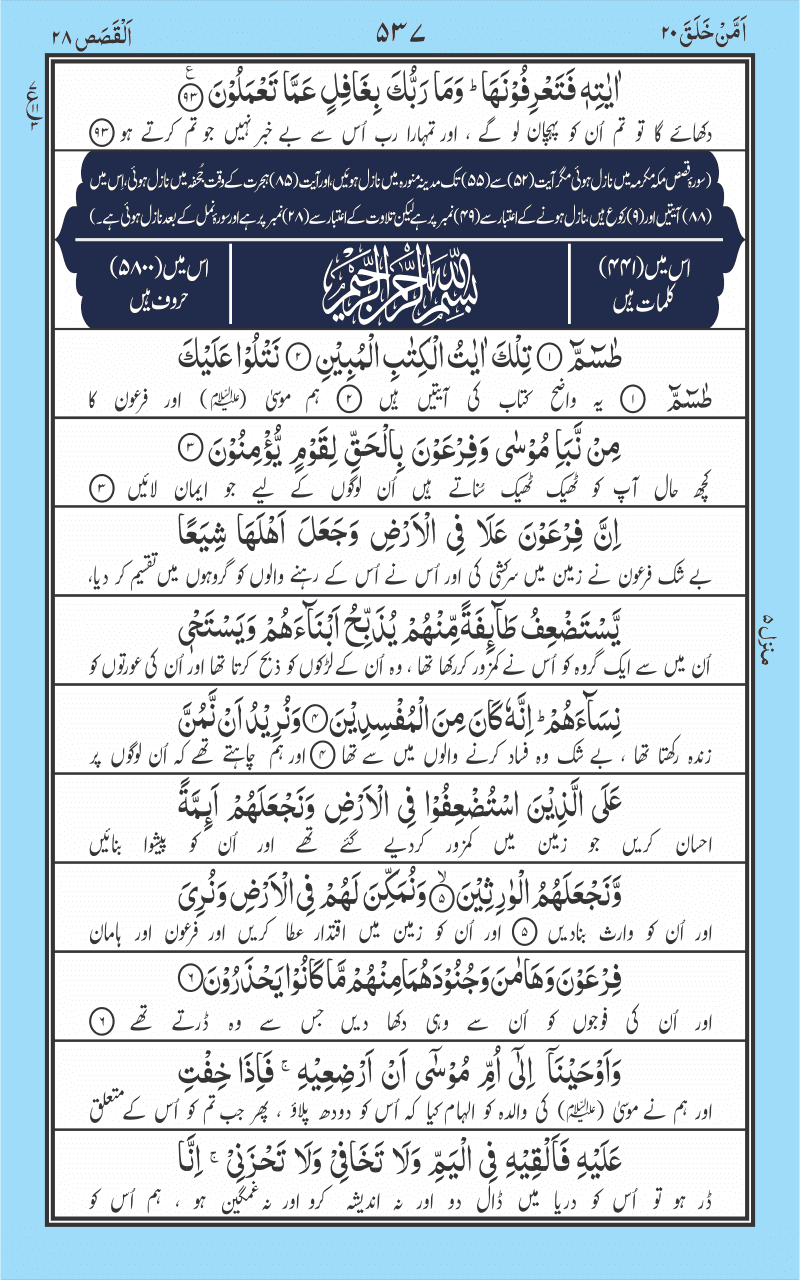 اَمَّنْ خَلَقَ ۲۰
۵۳۷
اَلْقَصَص ۲۸
اٰیٰتِهٖ فَتَعْرِفُوْنَهَا ؕ وَمَا رَبُّكَ بِغَافِلٍ عَمَّا تَعْمَلُوْنَ ۹۳
دکھائے گا تو تم اُن کو پہچان لو گے ، اور تمہارا رب اُس سے بے خبر نہیں جو تم کرتے ہو ۹۳
(سورۂ قصص مکہ مکرمہ میں نازل ہوئی مگر آیت (۵۲) سے (۵۵) تک مدینہ منورہ میں نازل ہوئیں، اور آیت (۸۵) ہجرت کے وقت جُحفہ میں نازل ہوئی، اِس میں
(۸۸) آیتیں اور (۹) رکوع ہیں، نازل ہونے کے اعتبار سے (۴۹) نمبر پر ہے لیکن تلاوت کے اعتبار سے (۲۸) نمبر پر ہے اور سورۂ نمل کے بعد نازل ہوئی ہے۔)
اس میں (۴۴۱)
کلمات ہیں
بِسْمِ اللّٰهِ الرَّحْمٰنِ الرَّحِيْمِ
اس میں (۵۸۰۰)
حروف ہیں
طٰسٓمّٓ ۱ تِلْكَ اٰیٰتُ الْكِتٰبِ الْمُبِیْنِ ۲ نَتْلُوْا عَلَیْكَ
طٰسٓمّٓ ۱ یہ واضح کتاب کی آیتیں ہیں ۲ ہم موسیٰ (علیہ السلام) اور فرعون کا
مِنْ نَّبَاِ مُوْسٰی وَفِرْعَوْنَ بِالْحَقِّ لِقَوْمٍ یُّؤْمِنُوْنَ ۳
کچھ حال آپ کو ٹھیک ٹھیک سُناتے ہیں اُن لوگوں کے لیے جو ایمان لائیں ۳
اِنَّ فِرْعَوْنَ عَلَا فِی الْاَرْضِ وَجَعَلَ اَهْلَهَا شِیَعًا
بے شک فرعون نے زمین میں سرکشی کی اور اُس نے اُس کے رہنے والوں کو گروہوں میں تقسیم کر دیا،
یَّسْتَضْعِفُ طَآىِٕفَةً مِّنْهُمْ یُذَبِّحُ اَبْنَآءَهُمْ وَیَسْتَحْیٖ
اُن میں سے ایک گروہ کو اُس نے کمزور کر رکھا تھا ، وہ اُن کے لڑکوں کو ذبح کرتا تھا اور اُن کی عورتوں کو
نِسَآءَهُمْ ؕ اِنَّهٗ كَانَ مِنَ الْمُفْسِدِیْنَ ۴ وَنُرِیْدُ اَنْ نَّمُنَّ
زندہ رکھتا تھا ، بے شک وہ فساد کرنے والوں میں سے تھا ۴ اور ہم چاہتے تھے کہ اُن لوگوں پر
عَلَی الَّذِیْنَ اسْتُضْعِفُوْا فِی الْاَرْضِ وَنَجْعَلَهُمْ اَىِٕمَّةً
احسان کریں جو زمین میں کمزور کردیے گئے تھے اور اُن کو پیشوا بنائیں
وَّنَجْعَلَهُمُ الْوٰرِثِیْنَ ۙ۵ وَنُمَكِّنَ لَهُمْ فِی الْاَرْضِ وَنُرِیَ
اور اُن کو وارث بنادیں ۵ اور اُن کو زمین میں اقتدار عطا کریں اور فرعون اور ہامان
فِرْعَوْنَ وَهَامٰنَ وَجُنُوْدَهُمَا مِنْهُمْ مَّا كَانُوْا یَحْذَرُوْنَ ۶
اور اُن کی فوجوں کو اُن سے وہی دکھا دیں جس سے وہ ڈرتے تھے ۶
وَاَوْحَیْنَاۤ اِلٰۤی اُمِّ مُوْسٰۤی اَنْ اَرْضِعِیْهِ ۚ فَاِذَا خِفْتِ
اور ہم نے موسیٰ (علیہ السلام) کی والدہ کو الہام کیا کہ اُس کو دودھ پلاؤ ، پھر جب تم کو اُس کے متعلق
عَلَیْهِ فَاَلْقِیْهِ فِی الْیَمِّ وَلَا تَخَافِیْ وَلَا تَحْزَنِیْ ۚ اِنَّا
ڈر ہو تو اُس کو دریا میں ڈال دو اور نہ اندیشہ کرو اور نہ غمگین ہو ، ہم اُس کو
منزل ۵